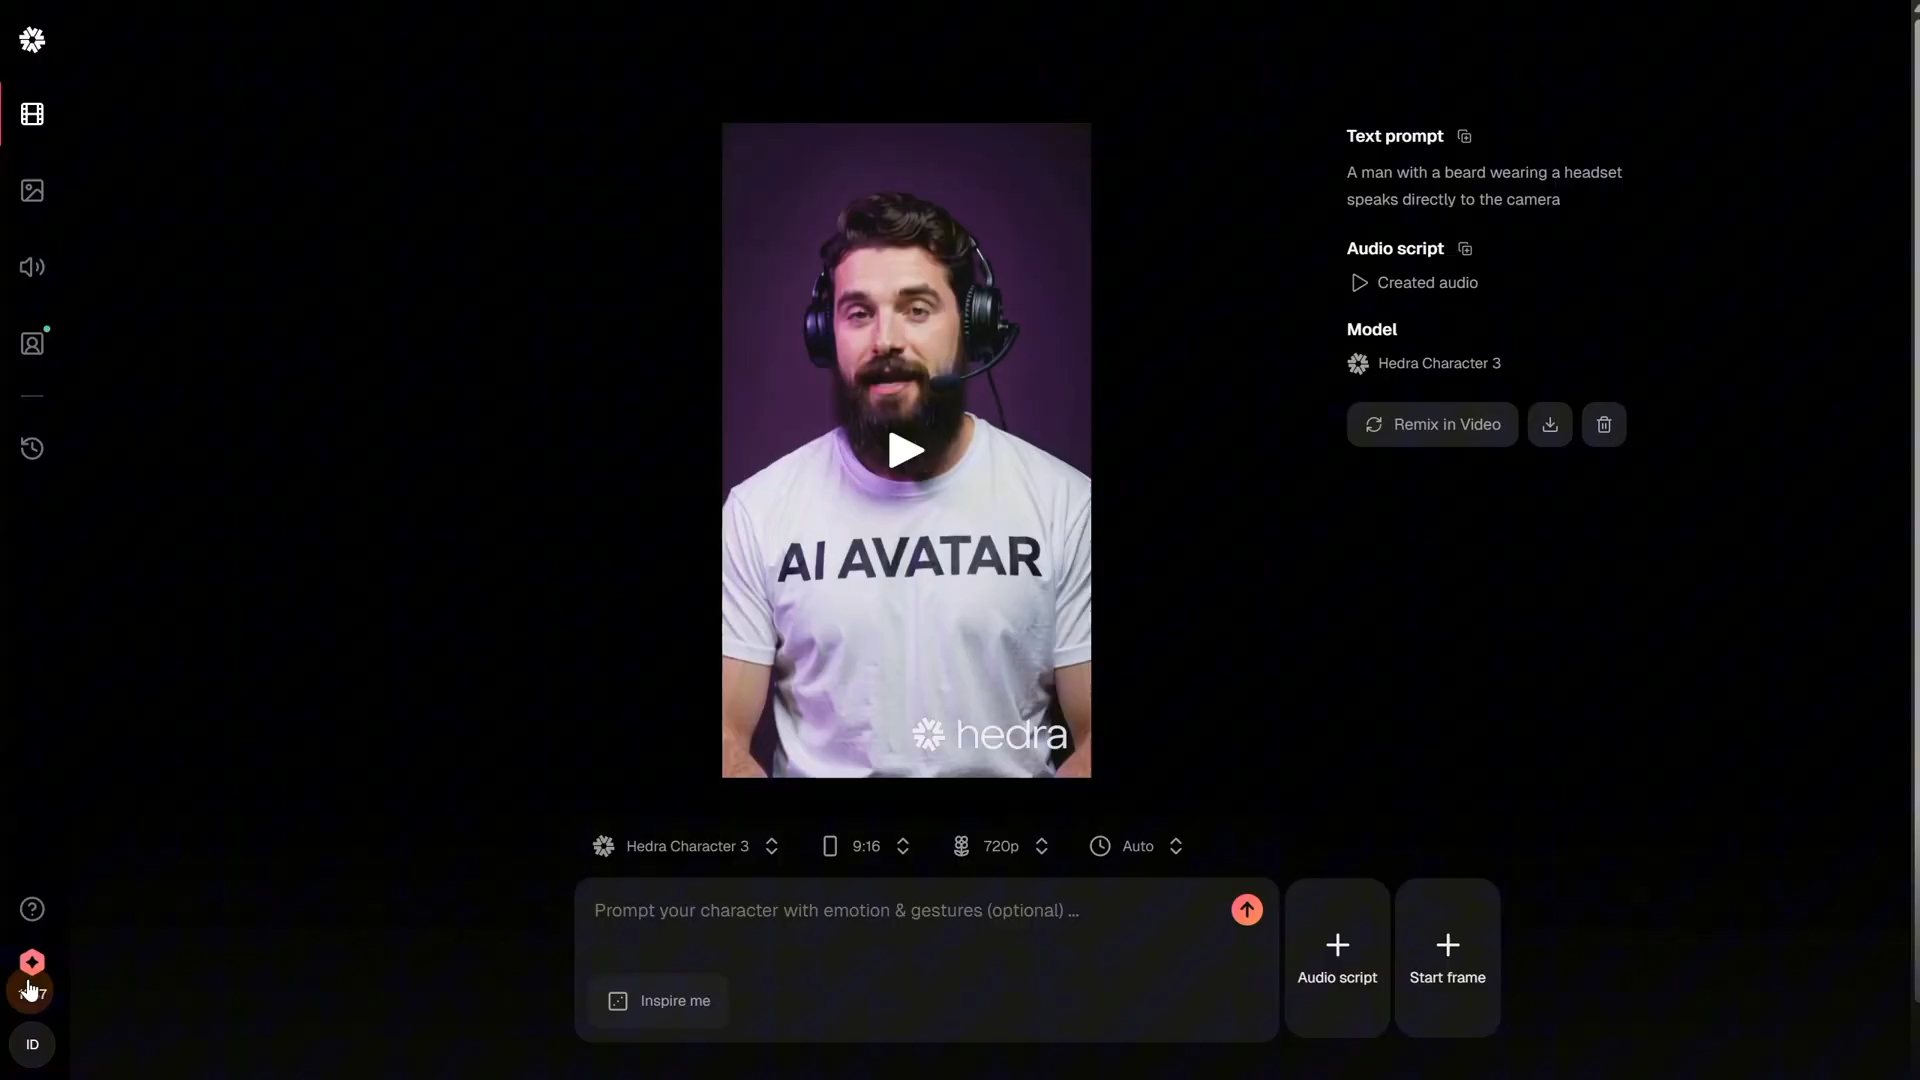 Text prompt
A man with a beard wearing a headset
speaks directly to the camera
Audio script
Created audio
Model
Hedra Character 3
Remix in Video
AI AVATAR
hedra
Hedra Character 3
9:16
720p
Auto
Prompt your character with emotion & gestures (optional) ...
Inspire me
Audio script
Start frame
ID